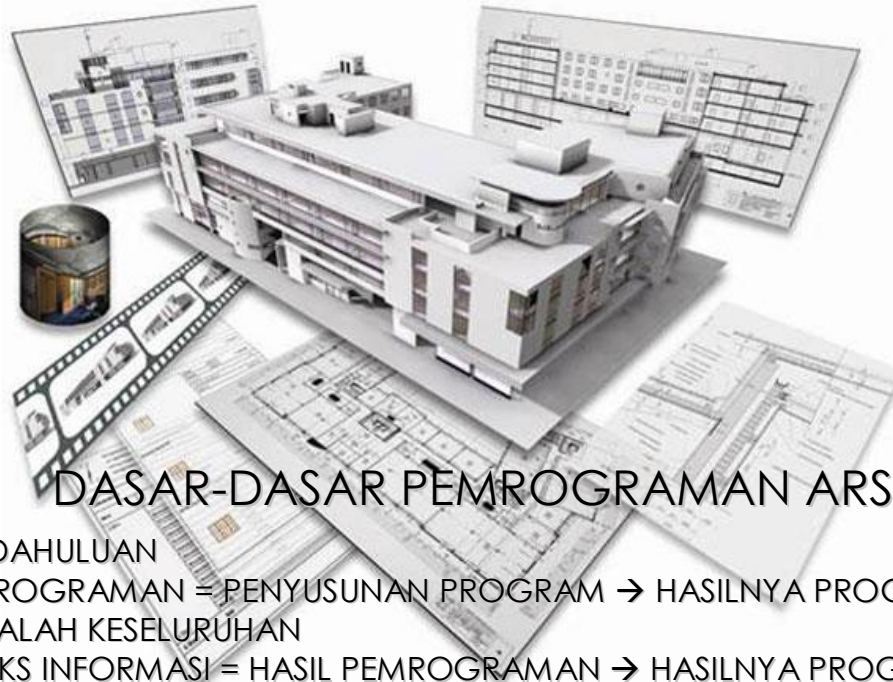 DASAR-DASAR PEMROGRAMAN ARS
DAHULUAN
ROGRAMAN = PENYUSUNAN PROGRAM → HASILNYA PROG
ALAH KESELURUHAN
KS INFORMASI = HASIL PEMROGRAMAN → HASILNYA PROG